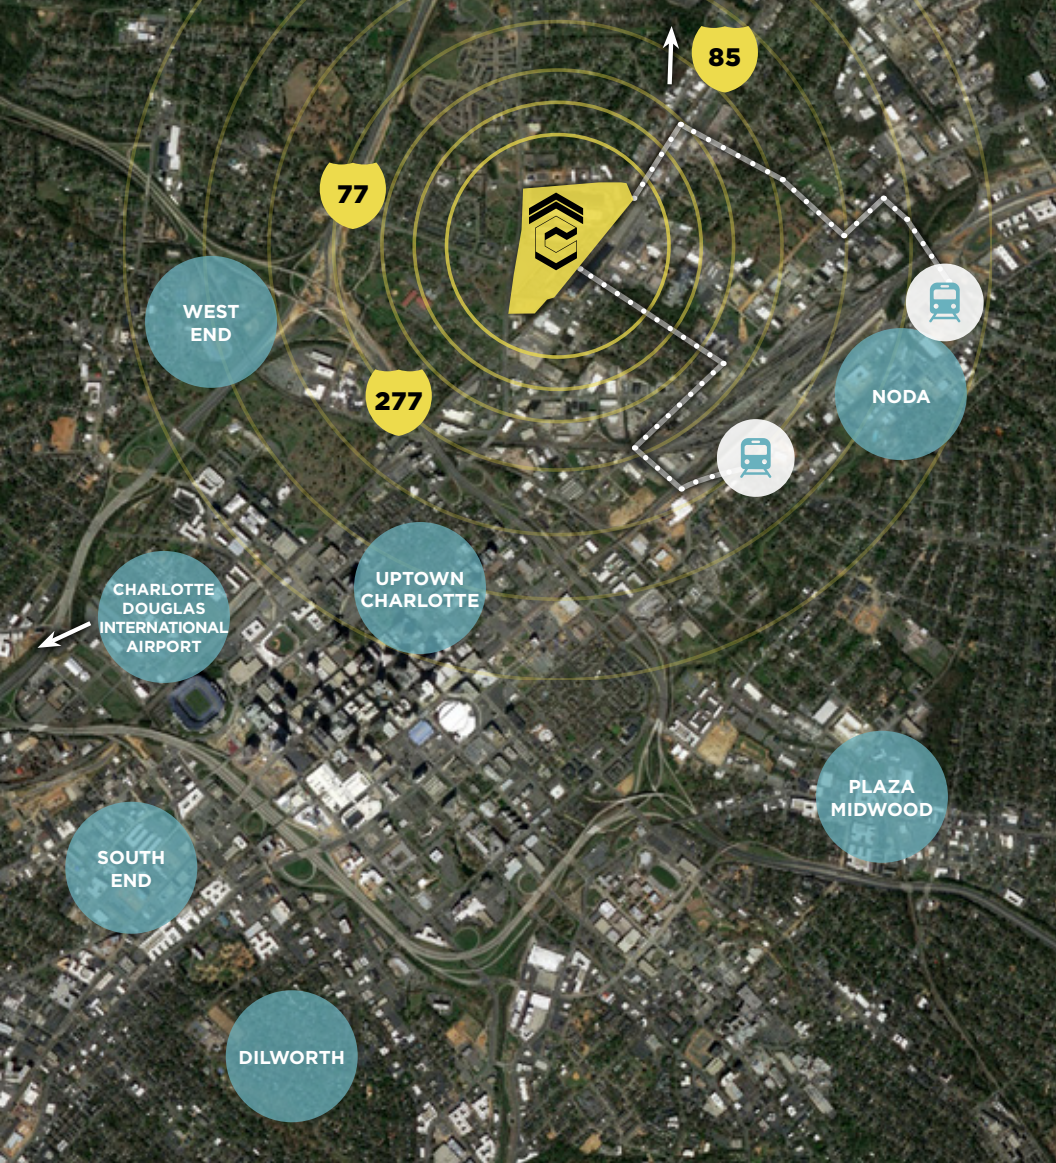 85
77
WEST
END
277
NODA
UPTOWN
CHARLOTTE
CHARLOTTE
DOUGLAS
INTERNATIONAL
AIRPORT
PLAZA
MIDWOOD
SOUTH
END
DILWORTH